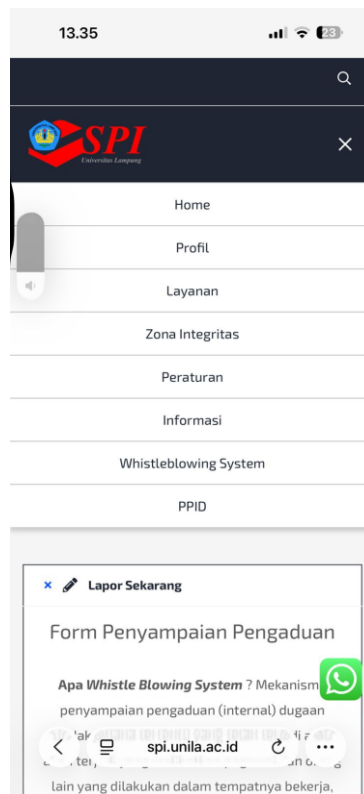 13.35
23
SPI
Universitas Lampung
Home
Profil
Layanan
Zona Integritas
Peraturan
Informasi
Whistleblowing System
PPID
× Lapor Sekarang
Form Penyampaian Pengaduan
Apa Whistle Blowing System ? Mekanism
penyampaian pengaduan (internal) dugaan
spi.unila.ac.id
lain yang dilakukan dalam tempatnya bekerja,